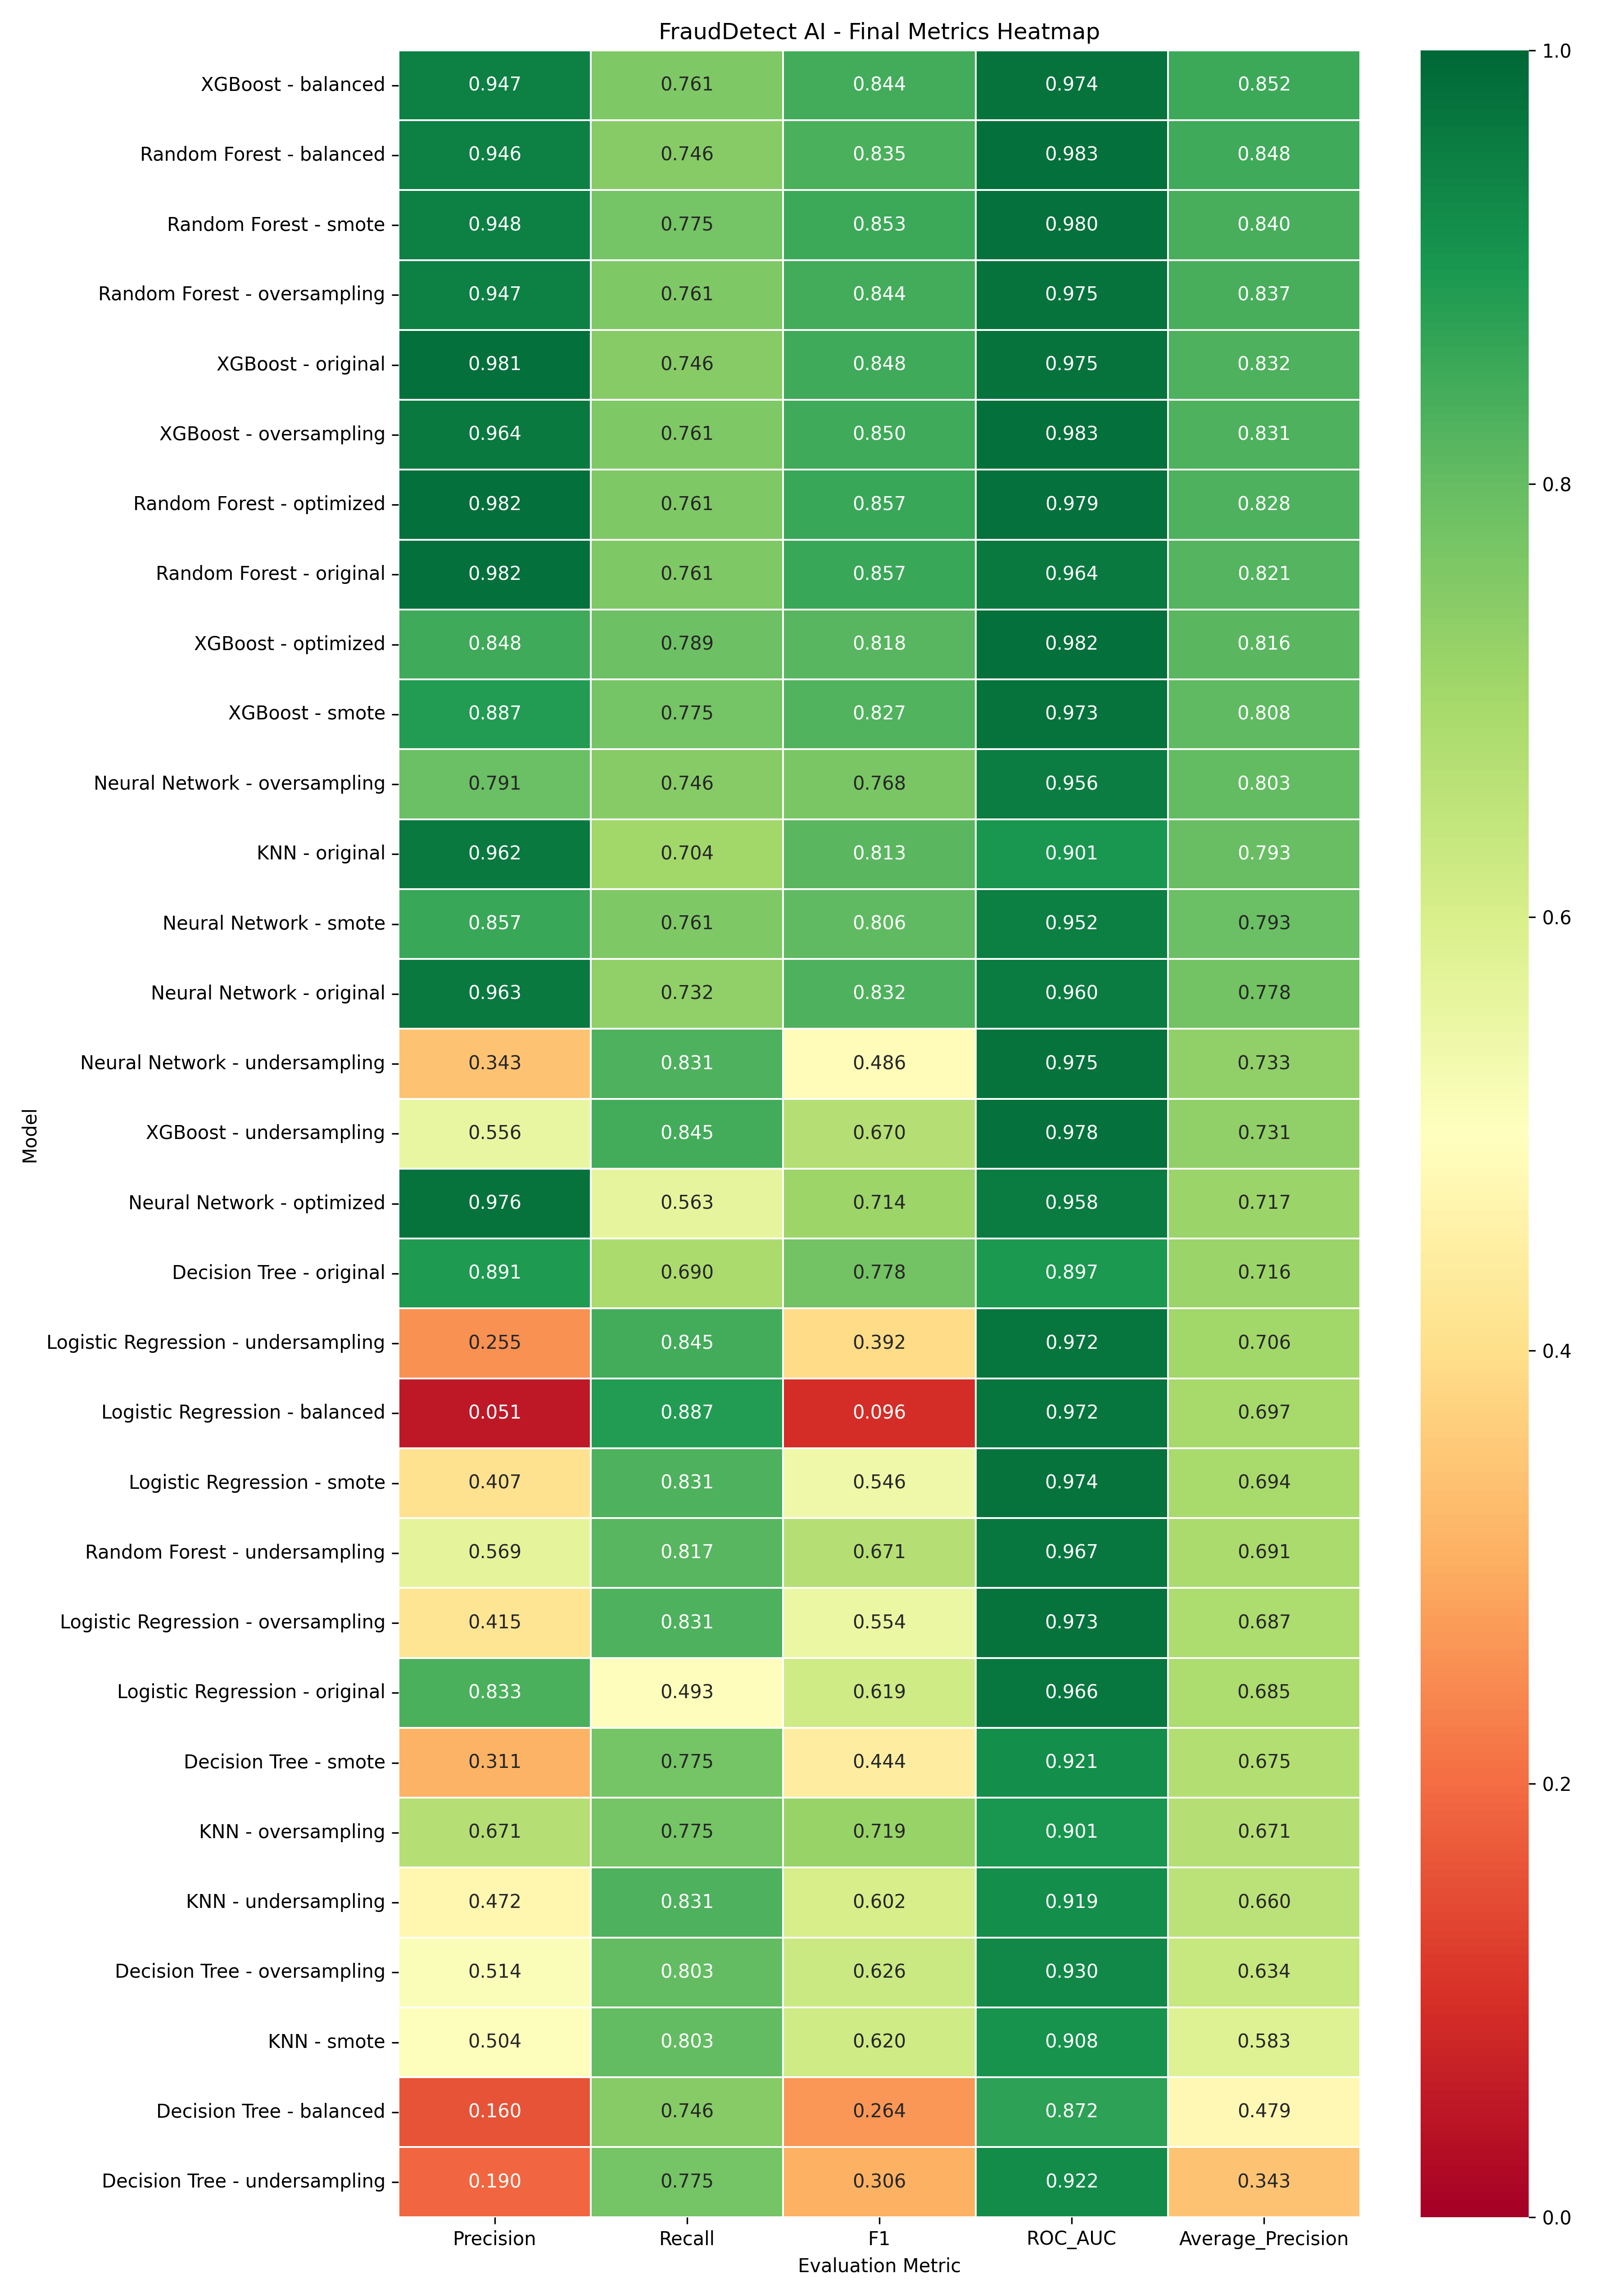 FraudDetect AI - Final Metrics Heatmap
XGBoost - balanced 0.947 0.761 0.844 0.974 0.852
Random Forest - balanced 0.946 0.746 0.835 0.983 0.848
Random Forest - smote 0.948 0.775 0.853 0.980 0.840
Random Forest - oversampling 0.947 0.761 0.844 0.975 0.837
XGBoost - original 0.981 0.746 0.848 0.975 0.832
XGBoost - oversampling 0.964 0.761 0.850 0.983 0.831
Random Forest - optimized 0.982 0.761 0.857 0.979 0.828
Random Forest - original 0.982 0.761 0.857 0.964 0.821
XGBoost - optimized 0.848 0.789 0.818 0.982 0.816
XGBoost - smote 0.887 0.775 0.827 0.973 0.808
Neural Network - oversampling 0.791 0.746 0.768 0.956 0.803
KNN - original 0.962 0.704 0.813 0.901 0.793
Neural Network - smote 0.857 0.761 0.806 0.952 0.793
Neural Network - original 0.963 0.732 0.832 0.960 0.778
Neural Network - undersampling 0.343 0.831 0.486 0.975 0.733
XGBoost - undersampling 0.556 0.845 0.670 0.978 0.731
Neural Network - optimized 0.976 0.563 0.714 0.958 0.717
Decision Tree - original 0.891 0.690 0.778 0.897 0.716
Logistic Regression - undersampling 0.255 0.845 0.392 0.972 0.706
Logistic Regression - balanced 0.051 0.887 0.096 0.972 0.697
Logistic Regression - smote 0.407 0.831 0.546 0.974 0.694
Random Forest - undersampling 0.569 0.817 0.671 0.967 0.691
Logistic Regression - oversampling 0.415 0.831 0.554 0.973 0.687
Logistic Regression - original 0.833 0.493 0.619 0.966 0.685
Decision Tree - smote 0.311 0.775 0.444 0.921 0.675
KNN - oversampling 0.671 0.775 0.719 0.901 0.671
KNN - undersampling 0.472 0.831 0.602 0.919 0.660
Decision Tree - oversampling 0.514 0.803 0.626 0.930 0.634
KNN - smote 0.504 0.803 0.620 0.908 0.583
Decision Tree - balanced 0.160 0.746 0.264 0.872 0.479
Decision Tree - undersampling 0.190 0.775 0.306 0.922 0.343
Precision Recall F1 ROC_AUC Average_Precision
Evaluation Metric
Model
1.0
0.8
0.6
0.4
0.2
0.0